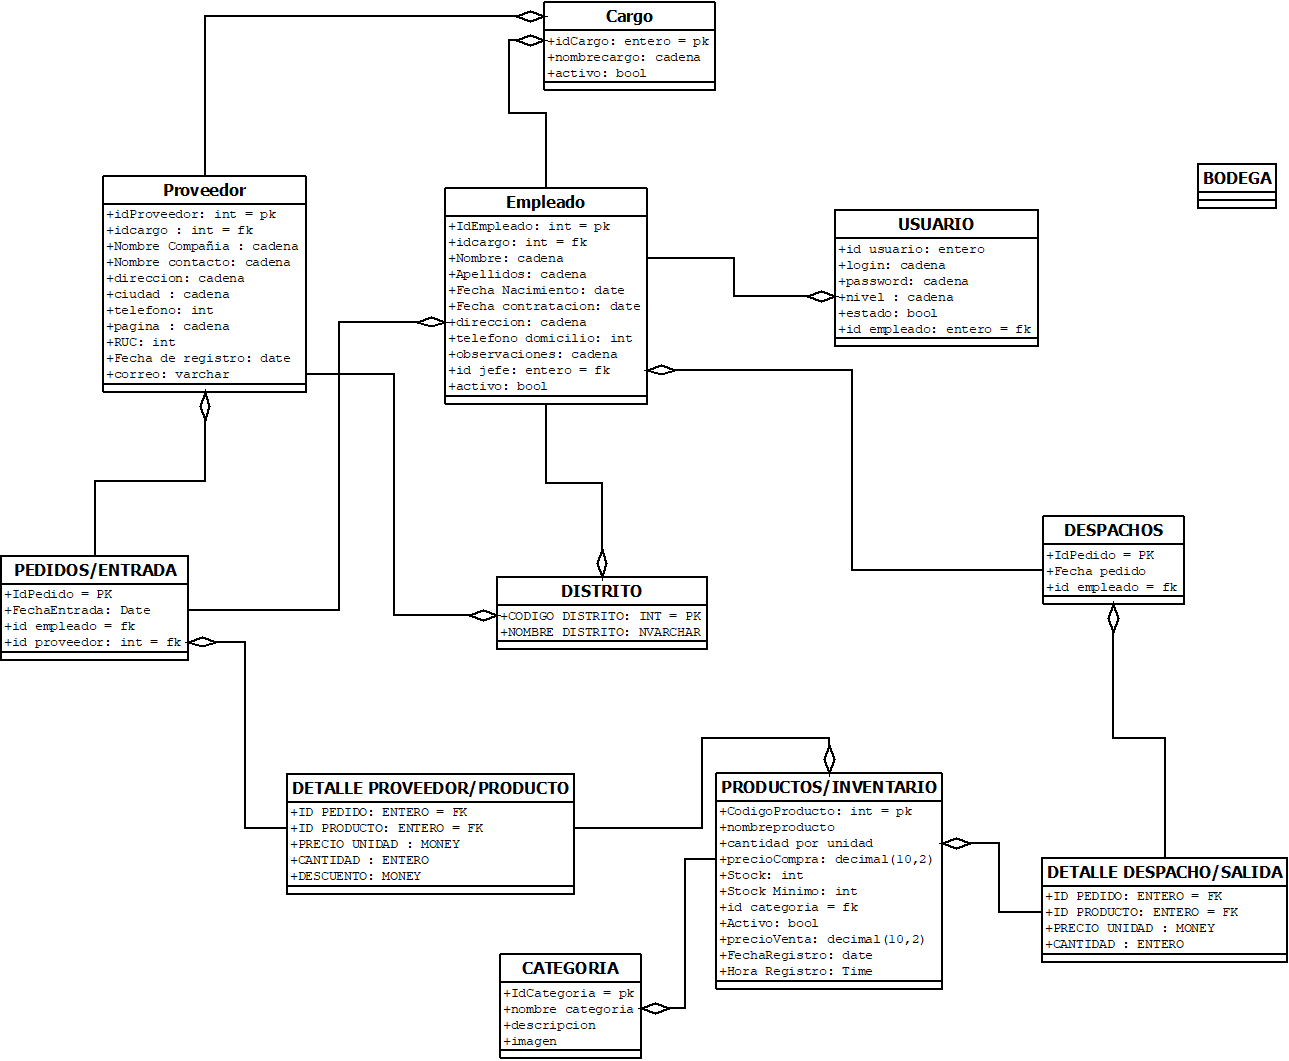 Cargo
+idCargo: entero = pk
+nombrecargo: cadena
+activo: bool
Proveedor
+idProveedor: int = pk
+idcargo : int = fk
+Nombre Compañia : cadena
+Nombre contacto: cadena
+direccion: cadena
+ciudad : cadena
+telefono: int
+pagina : cadena
+RUC: int
+Fecha de registro: date
+correo: varchar
Empleado
+IdEmpleado: int = pk
+idcargo: int = fk
+Nombre: cadena
+Apellidos: cadena
+Fecha Nacimiento: date
+Fecha contratacion: date
+direccion: cadena
+telefono domicilio: int
+observaciones: cadena
+id jefe: entero = fk
+activo: bool
USUARIO
+id usuario: entero
+login: cadena
+password: cadena
+nivel : cadena
+estado: bool
+id empleado: entero = fk
BODEGA
PEDIDOS/ENTRADA
+IdPedido = PK
+FechaEntrada: Date
+id empleado = fk
+id proveedor: int = fk
DISTRITO
+CODIGO DISTRITO: INT = PK
+NOMBRE DISTRITO: NVARCHAR
DESPACHOS
+IdPedido = PK
+Fecha pedido
+id empleado = fk
DETALLE PROVEEDOR/PRODUCTO
+ID PEDIDO: ENTERO = FK
+ID PRODUCTO: ENTERO = FK
+PRECIO UNIDAD : MONEY
+CANTIDAD : ENTERO
+DESCUENTO: MONEY
PRODUCTOS/INVENTARIO
+CodigoProducto: int = pk
+nombreproducto
+cantidad por unidad
+precioCompra: decimal(10,2)
+Stock: int
+Stock Minimo: int
+id categoria = fk
+Activo: bool
+precioVenta: decimal(10,2)
+FechaRegistro: date
+Hora Registro: Time
DETALLE DESPACHO/SALIDA
+ID PEDIDO: ENTERO = FK
+ID PRODUCTO: ENTERO = FK
+PRECIO UNIDAD : MONEY
+CANTIDAD : ENTERO
CATEGORIA
+IdCategoria = pk
+nombre categoria
+descripcion
+imagen